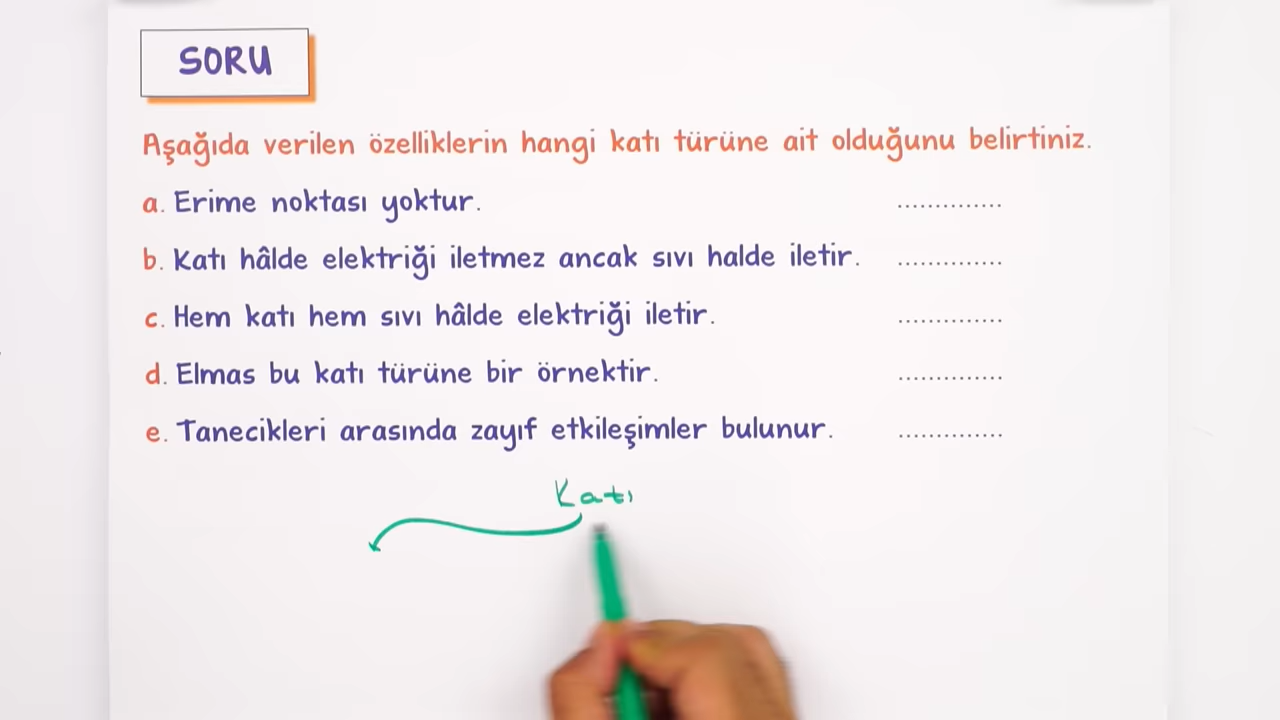 SORU
Aşağıda verilen özelliklerin hangi katı türüne ait olduğunu belirtiniz.
a. Erime noktası yoktur. ..............
b. Katı hâlde elektriği iletmez ancak sıvı halde iletir. ..............
c. Hem katı hem sıvı hâlde elektriği iletir. ..............
d. Elmas bu katı türüne bir örnektir. ..............
e. Tanecikleri arasında zayıf etkileşimler bulunur. ..............
Katı